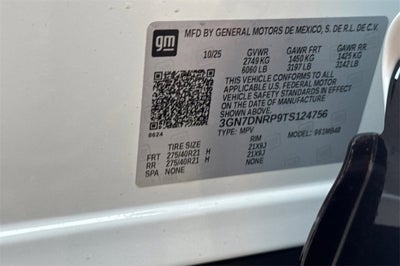 gm
MFD BY GENERAL MOTORS DE MEXICO, S. DE R.L. DE C.V.
10/25 GVWR GAWR FRT GAWR RR
2749 KG 1450 KG 1425 KG
6060 LB 3197 LB 3142 LB
THIS VEHICLE CONFORMS TO ALL
APPLICABLE U.S. FEDERAL MOTOR
VEHICLE SAFETY STANDARDS IN EFFECT
ON THE DATE OF MANUFACTURE
SHOWN ABOVE.
3GN7DNRP9TS124756
8624 TYPE: MPV MODEL:
TIRE SIZE RIM
FRT 275/40R21 H 21X9J
RR 275/40R21 H 21X9J
SPA NONE NONE